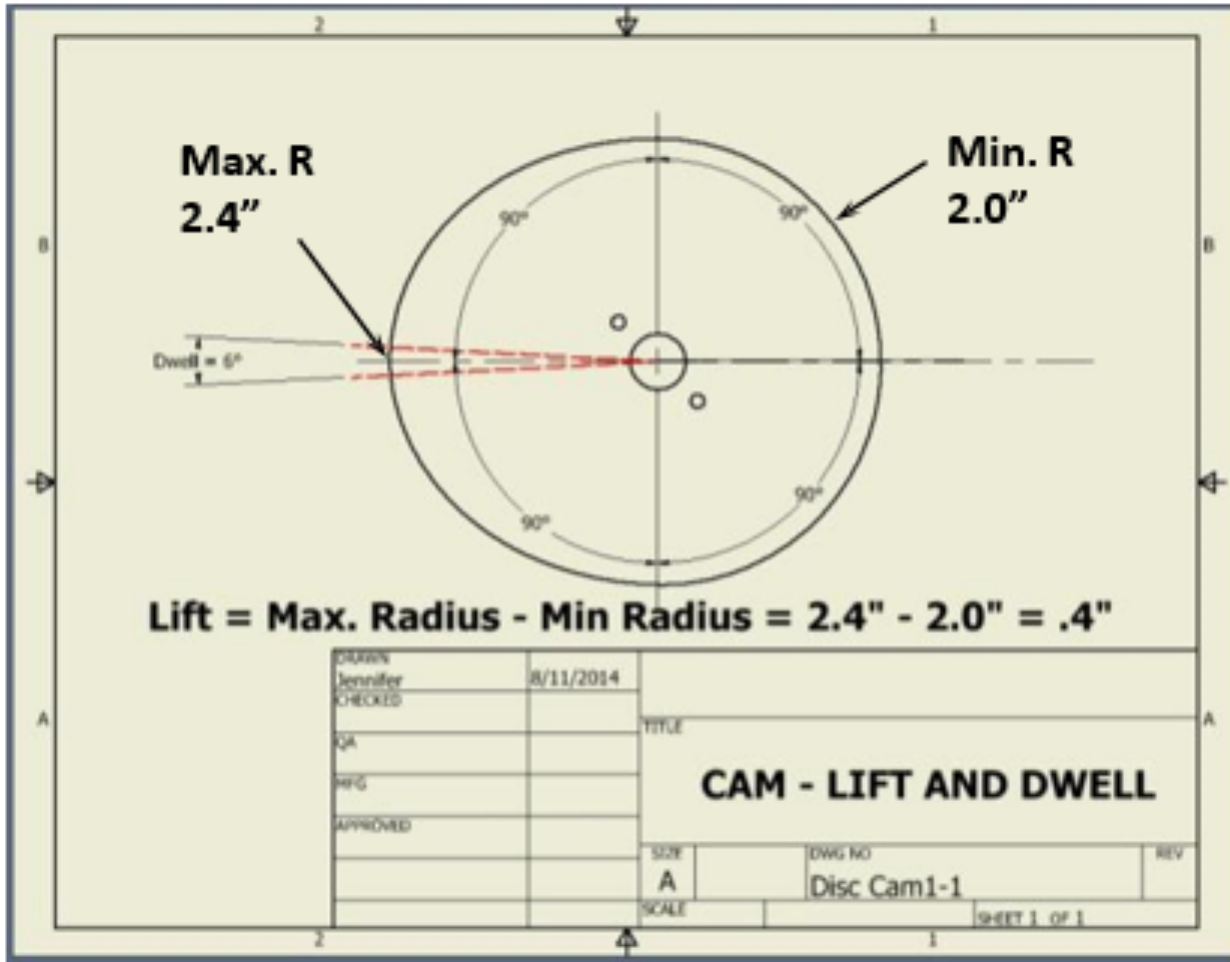 2
1
Max. R
2.4”
Min. R
2.0”
90°
90°
B
B
Dwell = 6°
90°
90°
Lift = Max. Radius - Min Radius = 2.4" - 2.0" = .4"
DRAWN
Jennifer
8/11/2014
CHECKED
QA
MFG
APPROVED
TITLE
CAM - LIFT AND DWELL
A
A
SIZE
A
DWG NO
Disc Cam1-1
REV
SCALE
SHEET 1 OF 1
2
1